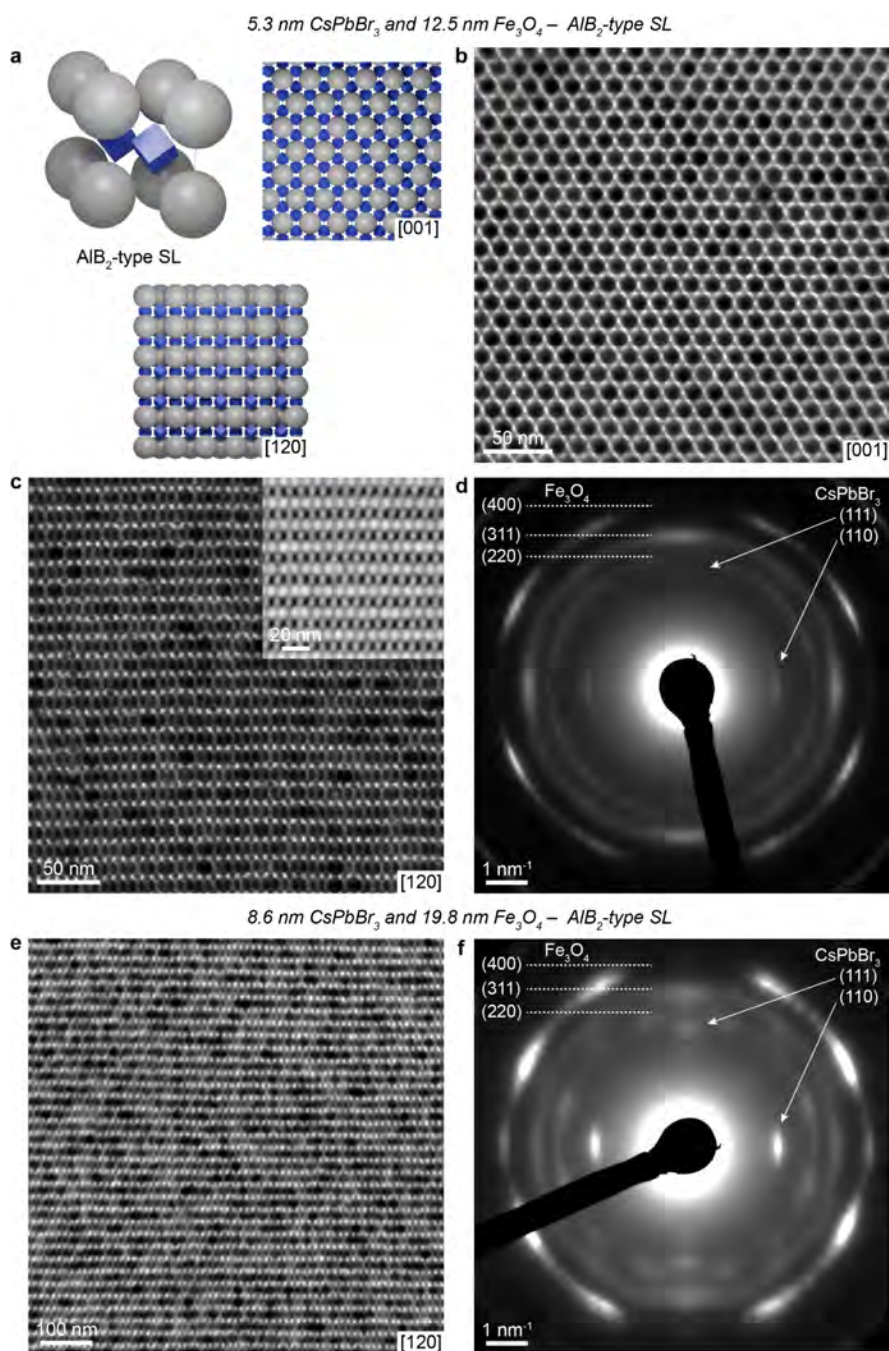 5.3 nm CsPbBr₃ and 12.5 nm Fe₃O₄ – AlB₂-type SL
a
[001]
AlB₂-type SL
[120]
b
50 nm
[001]
c
20 nm
50 nm
[120]
d
Fe₃O₄
CsPbBr₃
(400)
(111)
(311)
(110)
(220)
1 nm⁻¹
8.6 nm CsPbBr₃ and 19.8 nm Fe₃O₄ – AlB₂-type SL
e
100 nm
[120]
f
Fe₃O₄
CsPbBr₃
(400)
(111)
(311)
(110)
(220)
1 nm⁻¹